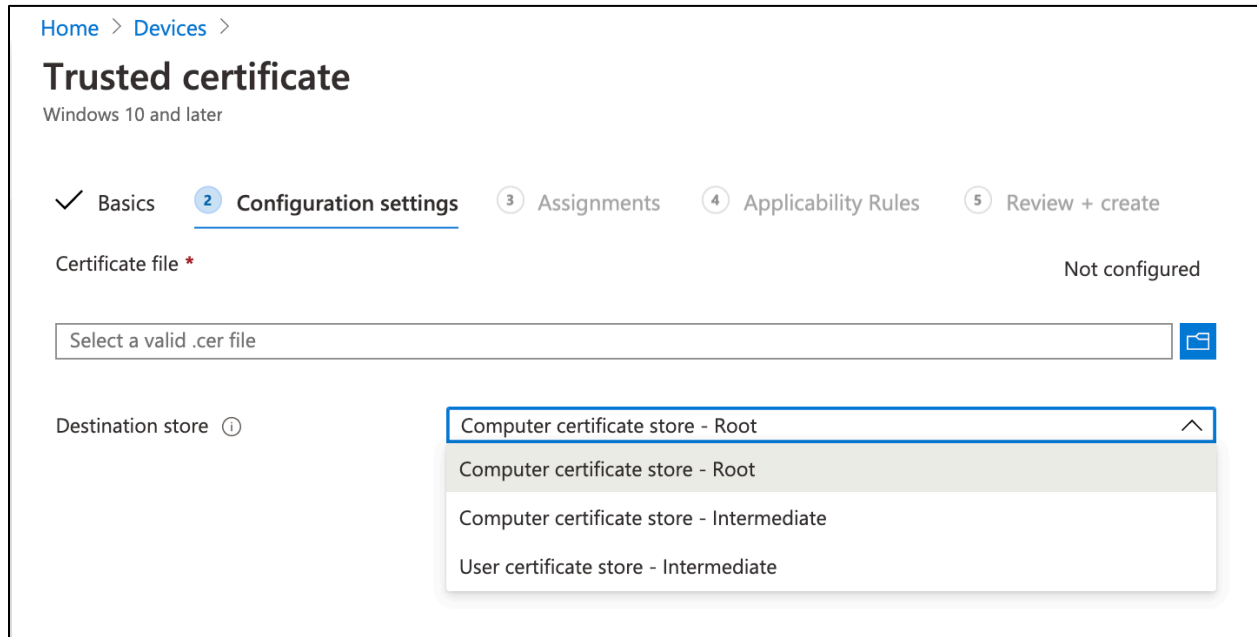 Home > Devices >
Trusted certificate
Windows 10 and later
Basics 2 Configuration settings 3 Assignments 4 Applicability Rules 5 Review + create
Certificate file *
Not configured
Select a valid .cer file
Destination store
Computer certificate store - Root
Computer certificate store - Root
Computer certificate store - Intermediate
User certificate store - Intermediate